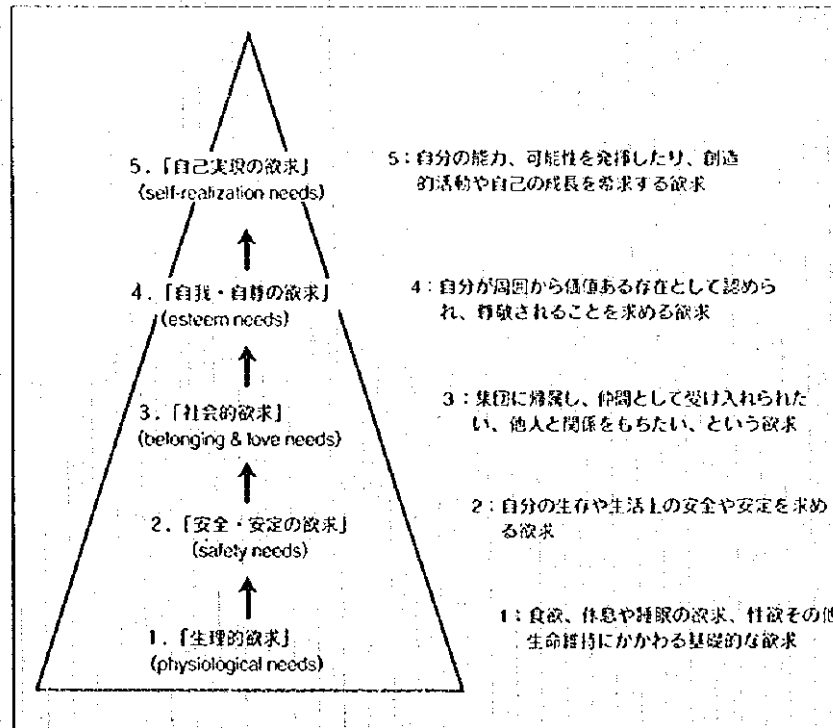 5.「自己実現の欲求」
(self-realization needs)
5：自分の能力、可能性を発揮したり、創造
的活動や自己の成長を希求する欲求
4.「自我・自尊の欲求」
(esteem needs)
4：自分が周囲から価値ある存在として認めら
れ、尊敬されることを求める欲求
3.「社会的欲求」
(belonging & love needs)
3：集団に帰属し、仲間として受け入れられた
い、他人と関係をもちたい、という欲求
2.「安全・安定の欲求」
(safety needs)
2：自分の生存や生活上の安全や安定を求め
る欲求
1.「生理的欲求」
(physiological needs)
1：食欲、休息や睡眠の欲求、性欲その他
生命維持にかかわる基礎的な欲求